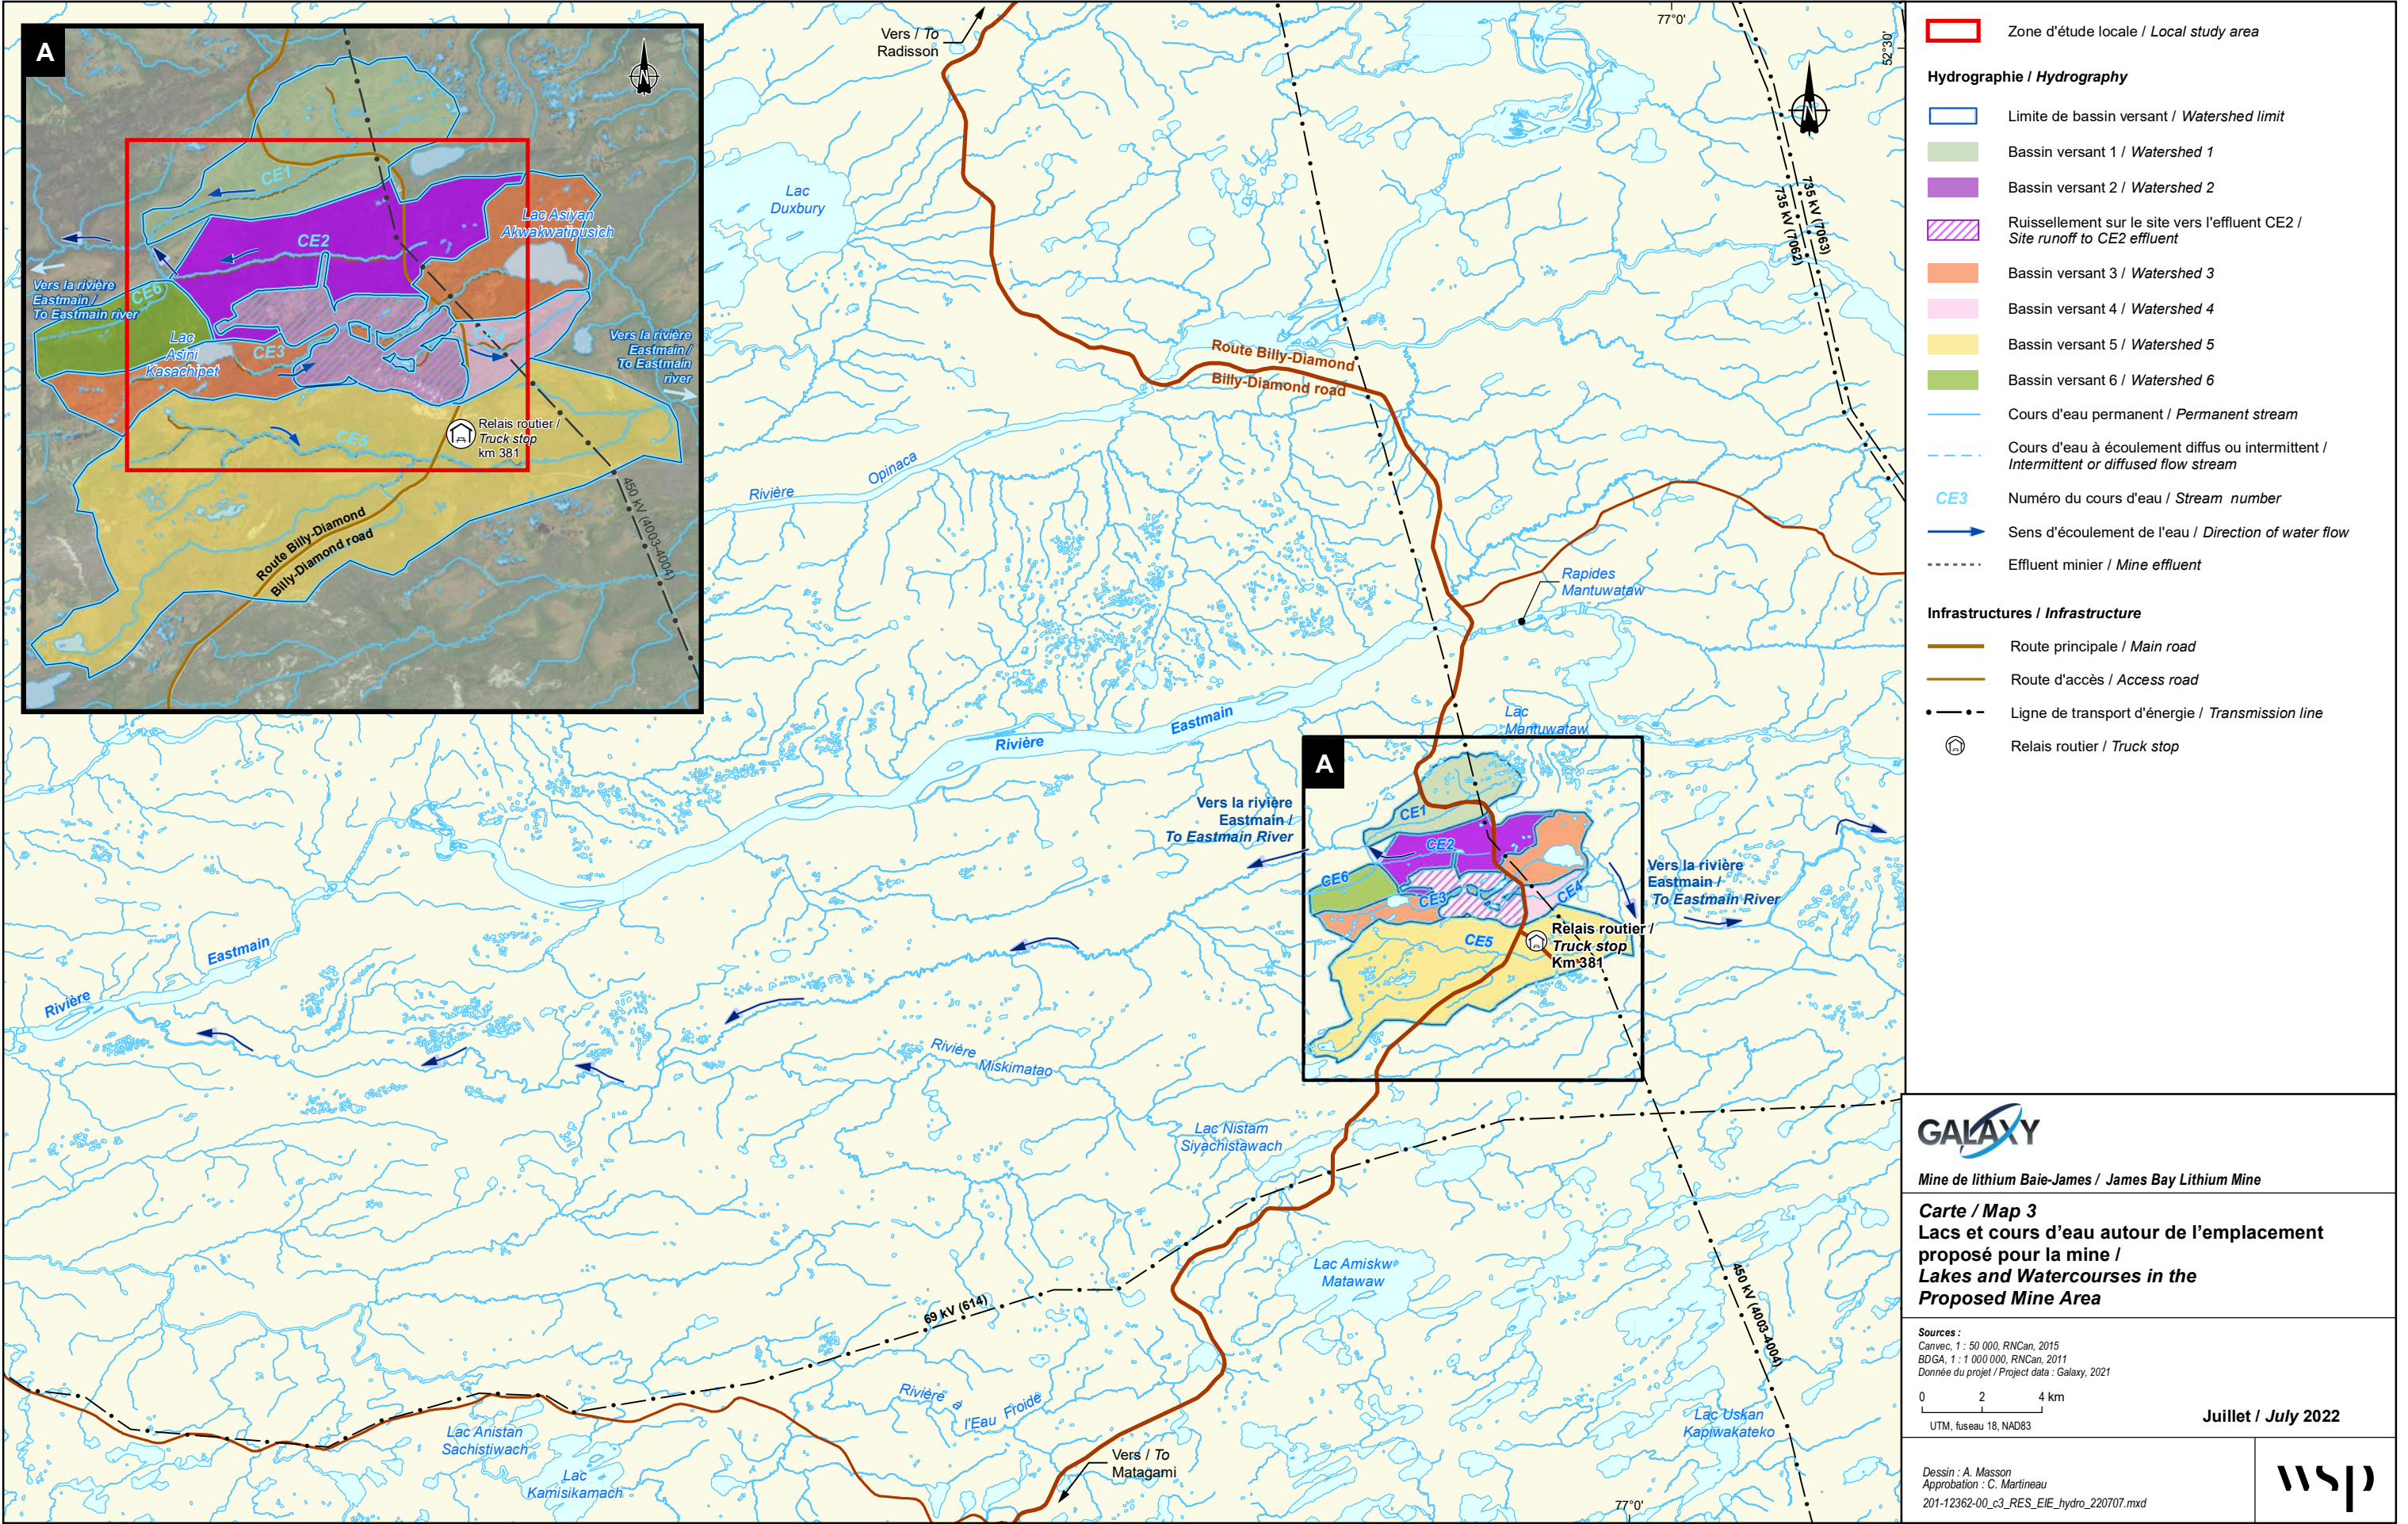 A
CE1
CE2
Lac Asiyan
Akwakwatipusich
CE6
Vers la rivière
Eastmain /
To Eastmain river
Lac
Asini
Kasachipet
CE3
CE4
Vers la rivière
Eastmain /
To Eastmain
river
CE5
Relais routier /
Truck stop
km 381
Route Billy-Diamond
Billy-Diamond road
450 kV (4003-4004)
Vers / To
Radisson
77°0'
52°30'
Lac
Duxbury
735 kV (7063)
735 kV (7062)
Route Billy-Diamond
Billy-Diamond road
Rivière
Opinaca
Rapides
Mantuwataw
Rivière
Eastmain
Lac
Mantuwataw
A
Vers la rivière
Eastmain /
To Eastmain River
CE1
CE2
CE6
CE3
CE4
CE5
Vers la rivière
Eastmain /
To Eastmain River
Relais routier /
Truck stop
Km 381
Rivière
Eastmain
Rivière
Miskimatao
Lac Nistam
Siyachistawach
Lac Amiskw
Matawaw
69 kV (614)
450 kV (4003-4004)
Rivière à
l'Eau Froide
Lac Anistan
Sachistiwach
Lac
Kamisikamach
Vers / To
Matagami
Lac Uskan
Kapiwakateko
77°0'
Zone d'étude locale / Local study area
Hydrographie / Hydrography
Limite de bassin versant / Watershed limit
Bassin versant 1 / Watershed 1
Bassin versant 2 / Watershed 2
Ruissellement sur le site vers l'effluent CE2 /
Site runoff to CE2 effluent
Bassin versant 3 / Watershed 3
Bassin versant 4 / Watershed 4
Bassin versant 5 / Watershed 5
Bassin versant 6 / Watershed 6
Cours d'eau permanent / Permanent stream
Cours d'eau à écoulement diffus ou intermittent /
Intermittent or diffused flow stream
CE3 Numéro du cours d'eau / Stream number
Sens d'écoulement de l'eau / Direction of water flow
Effluent minier / Mine effluent
Infrastructures / Infrastructure
Route principale / Main road
Route d'accès / Access road
Ligne de transport d'énergie / Transmission line
Relais routier / Truck stop
GALAXY
Mine de lithium Baie-James / James Bay Lithium Mine
Carte / Map 3
Lacs et cours d'eau autour de l'emplacement
proposé pour la mine /
Lakes and Watercourses in the
Proposed Mine Area
Sources :
Canvec, 1 : 50 000, RNCan, 2015
BDGA, 1 : 1 000 000, RNCan, 2011
Donnée du projet / Project data : Galaxy, 2021
0 2 4 km
UTM, fuseau 18, NAD83
Juillet / July 2022
Dessin : A. Masson
Approbation : C. Martineau
201-12362-00_c3_RES_EIE_hydro_220707.mxd
wsp